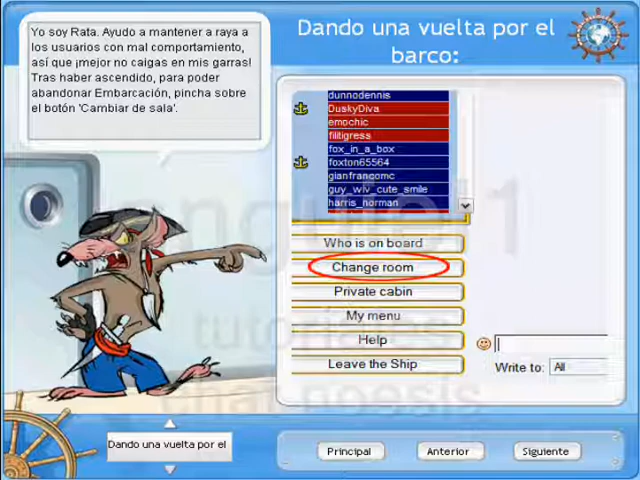 Yo soy Rata. Ayudo a mantener a raya a
los usuarios con mal comportamiento,
así que ¡mejor no caigas en mis garras!
Tras haber ascendido, para poder
abandonar Embarcación, pincha sobre
el botón 'Cambiar de sala'.
Dando una vuelta por el
barco:
dunnodennis
DuskyDiva
emochic
filitigress
fox_in_a_box
foxton65564
gianfrancomc
guy_wiv_cute_smile
harris_norman
Who is on board
Change room
Private cabin
My menu
Help
Leave the Ship
Write to: All
Dando una vuelta por el
Principal
Anterior
Siguiente
tutoriales